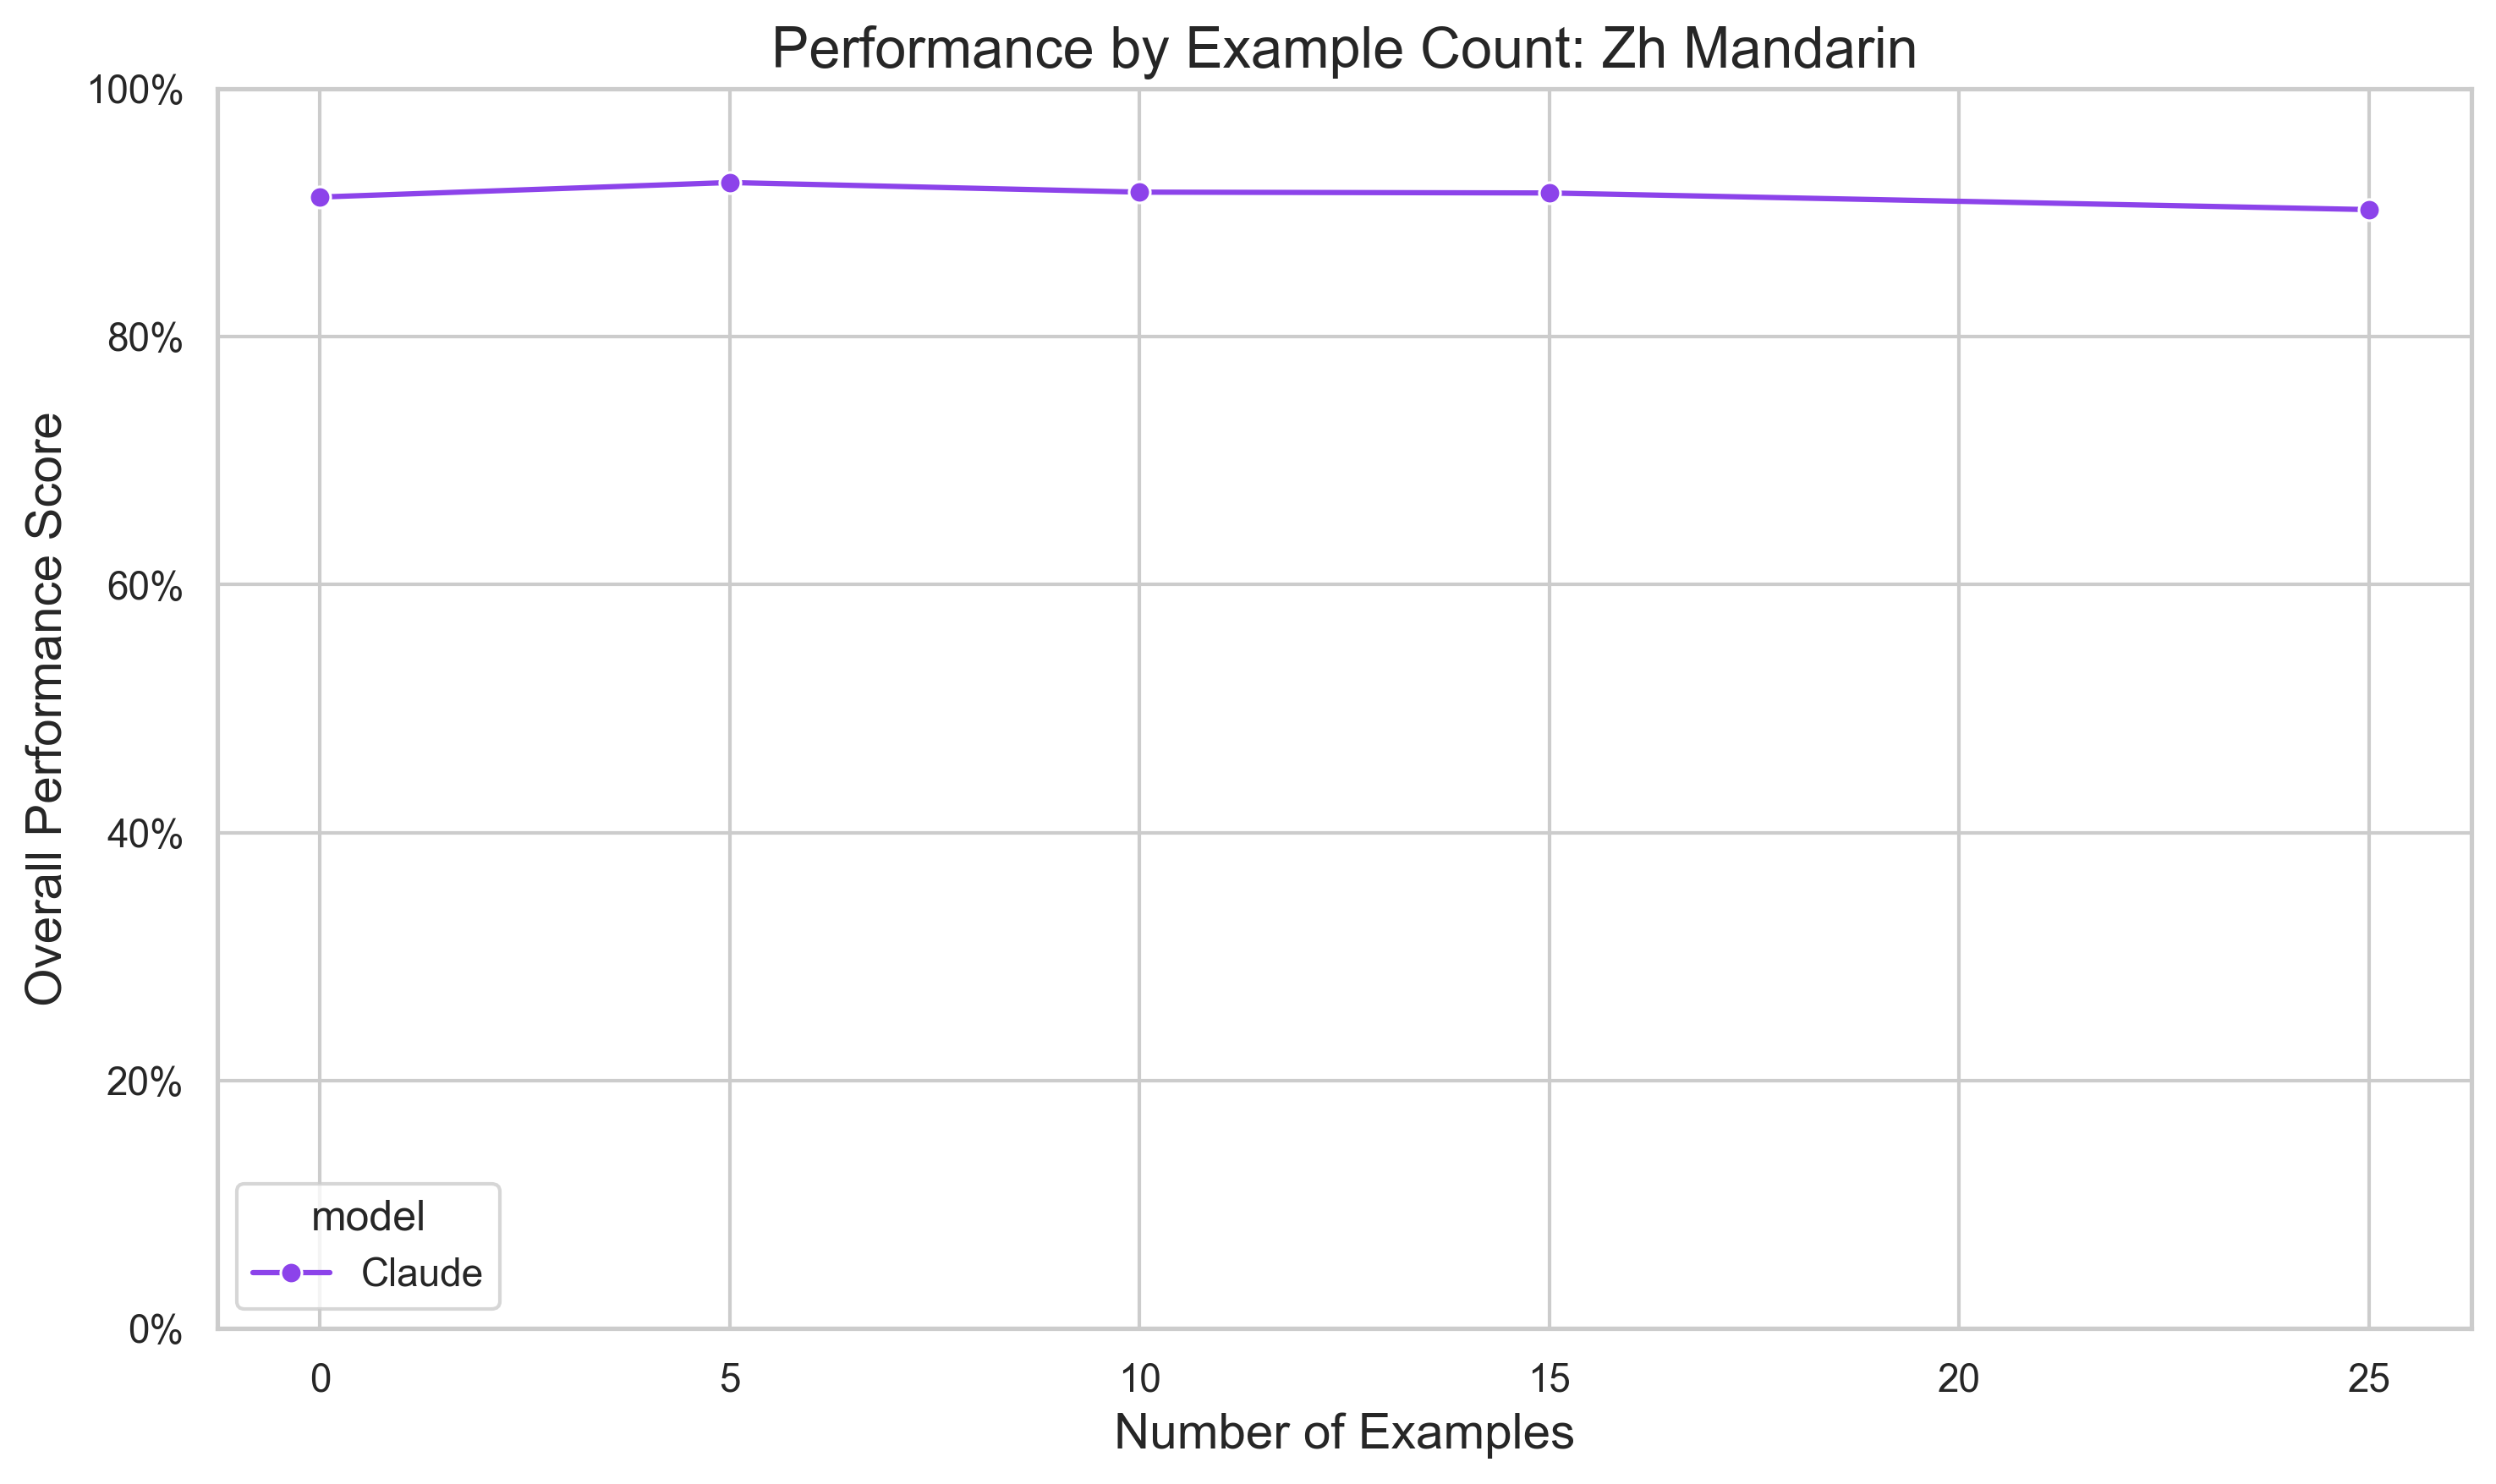 Performance by Example Count: Zh Mandarin
100%
80%
60%
40%
20%
0%
Overall Performance Score
model
Claude
0 5 10 15 20 25
Number of Examples